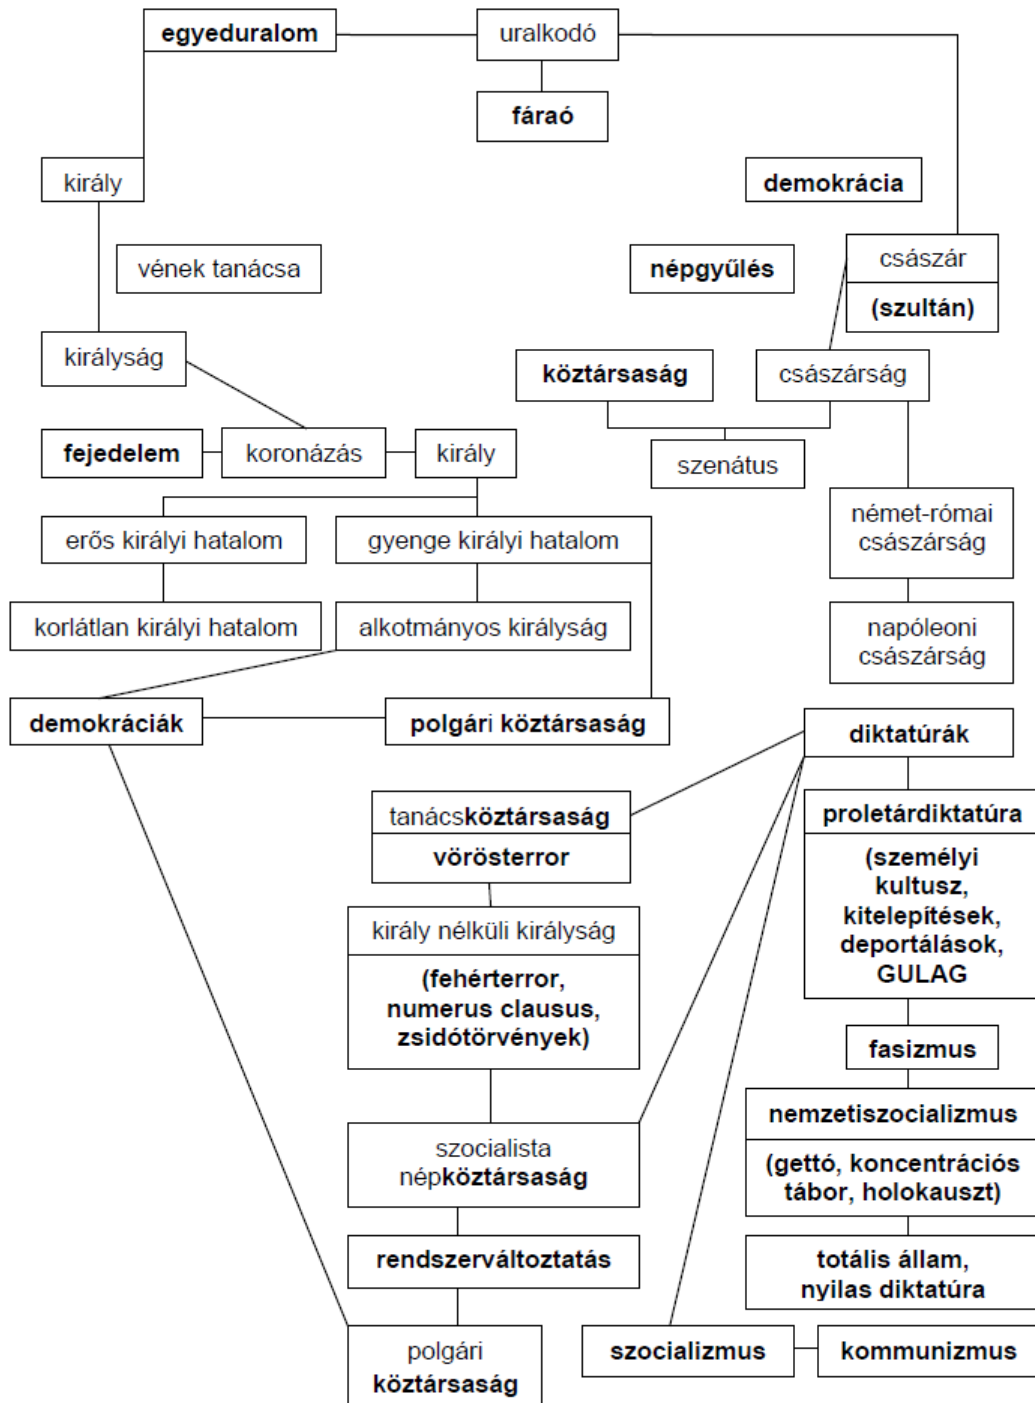 egyeduralom
uralkodó
fáraó
király
demokrácia
vének tanácsa
népgyűlés
császár
(szultán)
királyság
köztársaság
császárság
fejedelem
koronázás
király
szenátus
erős királyi hatalom
gyenge királyi hatalom
német-római
császárság
korlátlan királyi hatalom
alkotmányos királyság
napóleoni
császárság
demokráciák
polgári köztársaság
diktatúrák
tanácsköztársaság
vörösterror
proletárdiktatúra
(személyi
kultusz,
kitelepítések,
deportálások,
GULAG
király nélküli királyság
(fehérterror,
numerus clausus,
zsidótörvények)
fasizmus
nemzetiszocializmus
(gettó, koncentrációs
tábor, holokauszt)
szocialista
népköztársaság
rendszerváltoztatás
totális állam,
nyilas diktatúra
polgári
köztársaság
szocializmus
kommunizmus